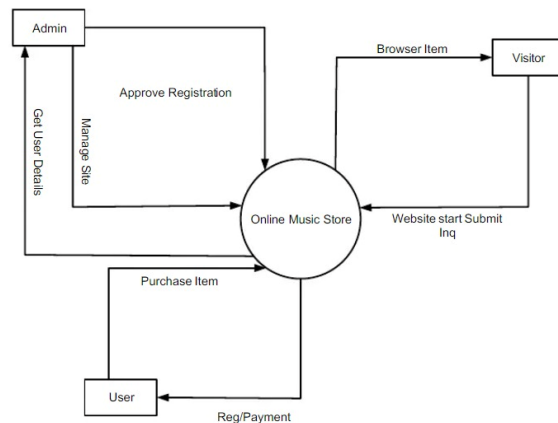 Admin
Browser Item
Visitor
Approve Registration
Get User Details
Manage Site
Online Music Store
Website start Submit
Inq
Purchase Item
User
Reg/Payment